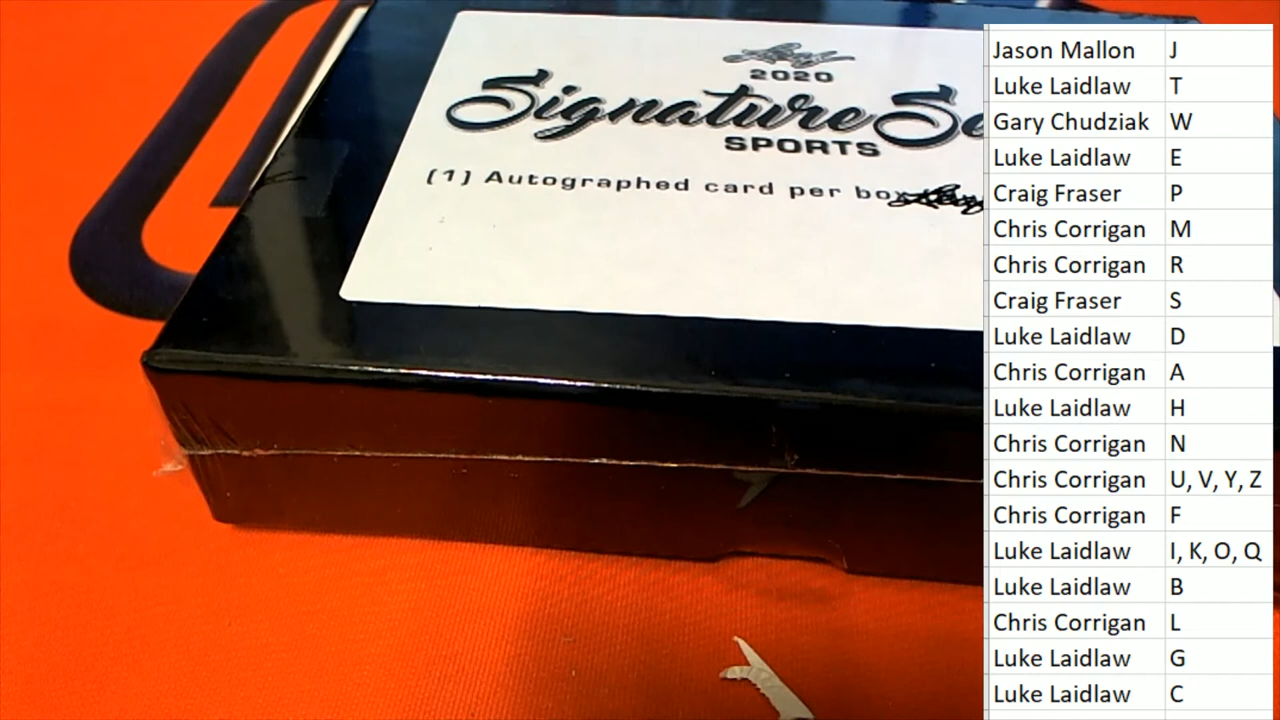 Leaf
2020
Signature Se
SPORTS
(1) Autographed card per box
Jason Mallon J
Luke Laidlaw T
Gary Chudziak W
Luke Laidlaw E
Craig Fraser P
Chris Corrigan M
Chris Corrigan R
Craig Fraser S
Luke Laidlaw D
Chris Corrigan A
Luke Laidlaw H
Chris Corrigan N
Chris Corrigan U, V, Y, Z
Chris Corrigan F
Luke Laidlaw I, K, O, Q
Luke Laidlaw B
Chris Corrigan L
Luke Laidlaw G
Luke Laidlaw C